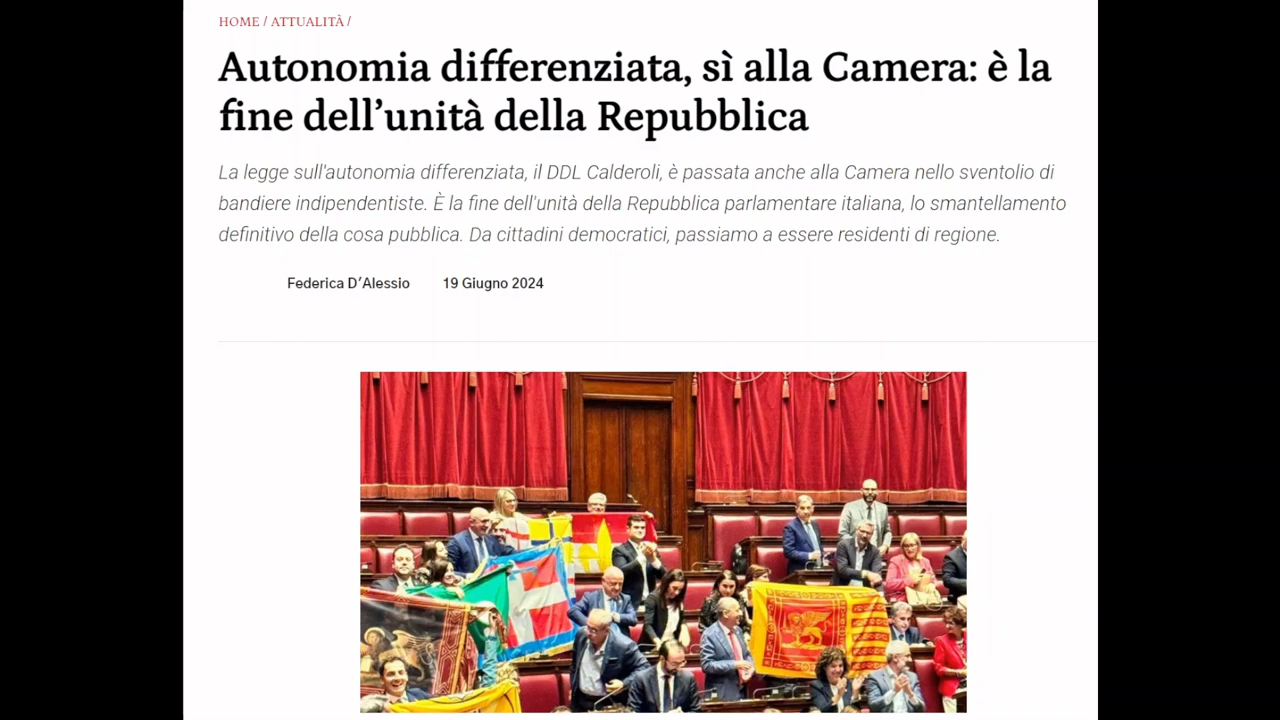 HOME / ATTUALITÀ /
Autonomia differenziata, sì alla Camera: è la
fine dell’unità della Repubblica
La legge sull'autonomia differenziata, il DDL Calderoli, è passata anche alla Camera nello sventolio di
bandiere indipendentiste. È la fine dell'unità della Repubblica parlamentare italiana, lo smantellamento
definitivo della cosa pubblica. Da cittadini democratici, passiamo a essere residenti di regione.
Federica D’Alessio 19 Giugno 2024